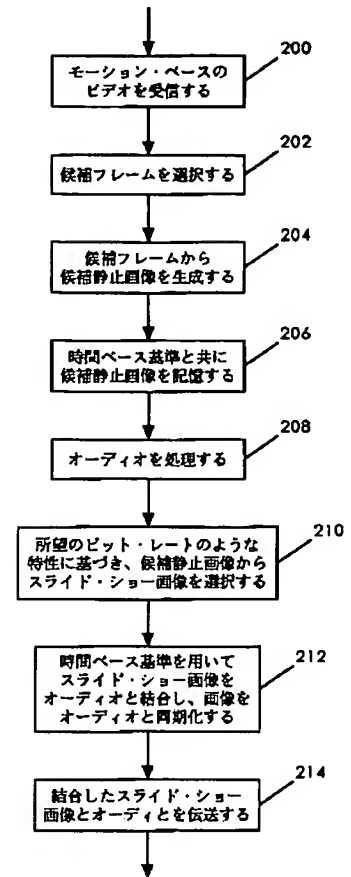 200
モーション・ベースの
ビデオを受信する
202
候補フレームを選択する
204
候補フレームから
候補静止画像を生成する
206
時間ベース基準と共に
候補静止画像を記憶する
208
オーディオを処理する
210
所望のビット・レートのような
特性に基づき、候補静止画像から
スライド・ショー画像を選択する
212
時間ベース基準を用いて
スライド・ショー画像を
オーディオと結合し、画像を
オーディオと同期化する
214
結合したスライド・ショー
画像とオーディとを伝送する